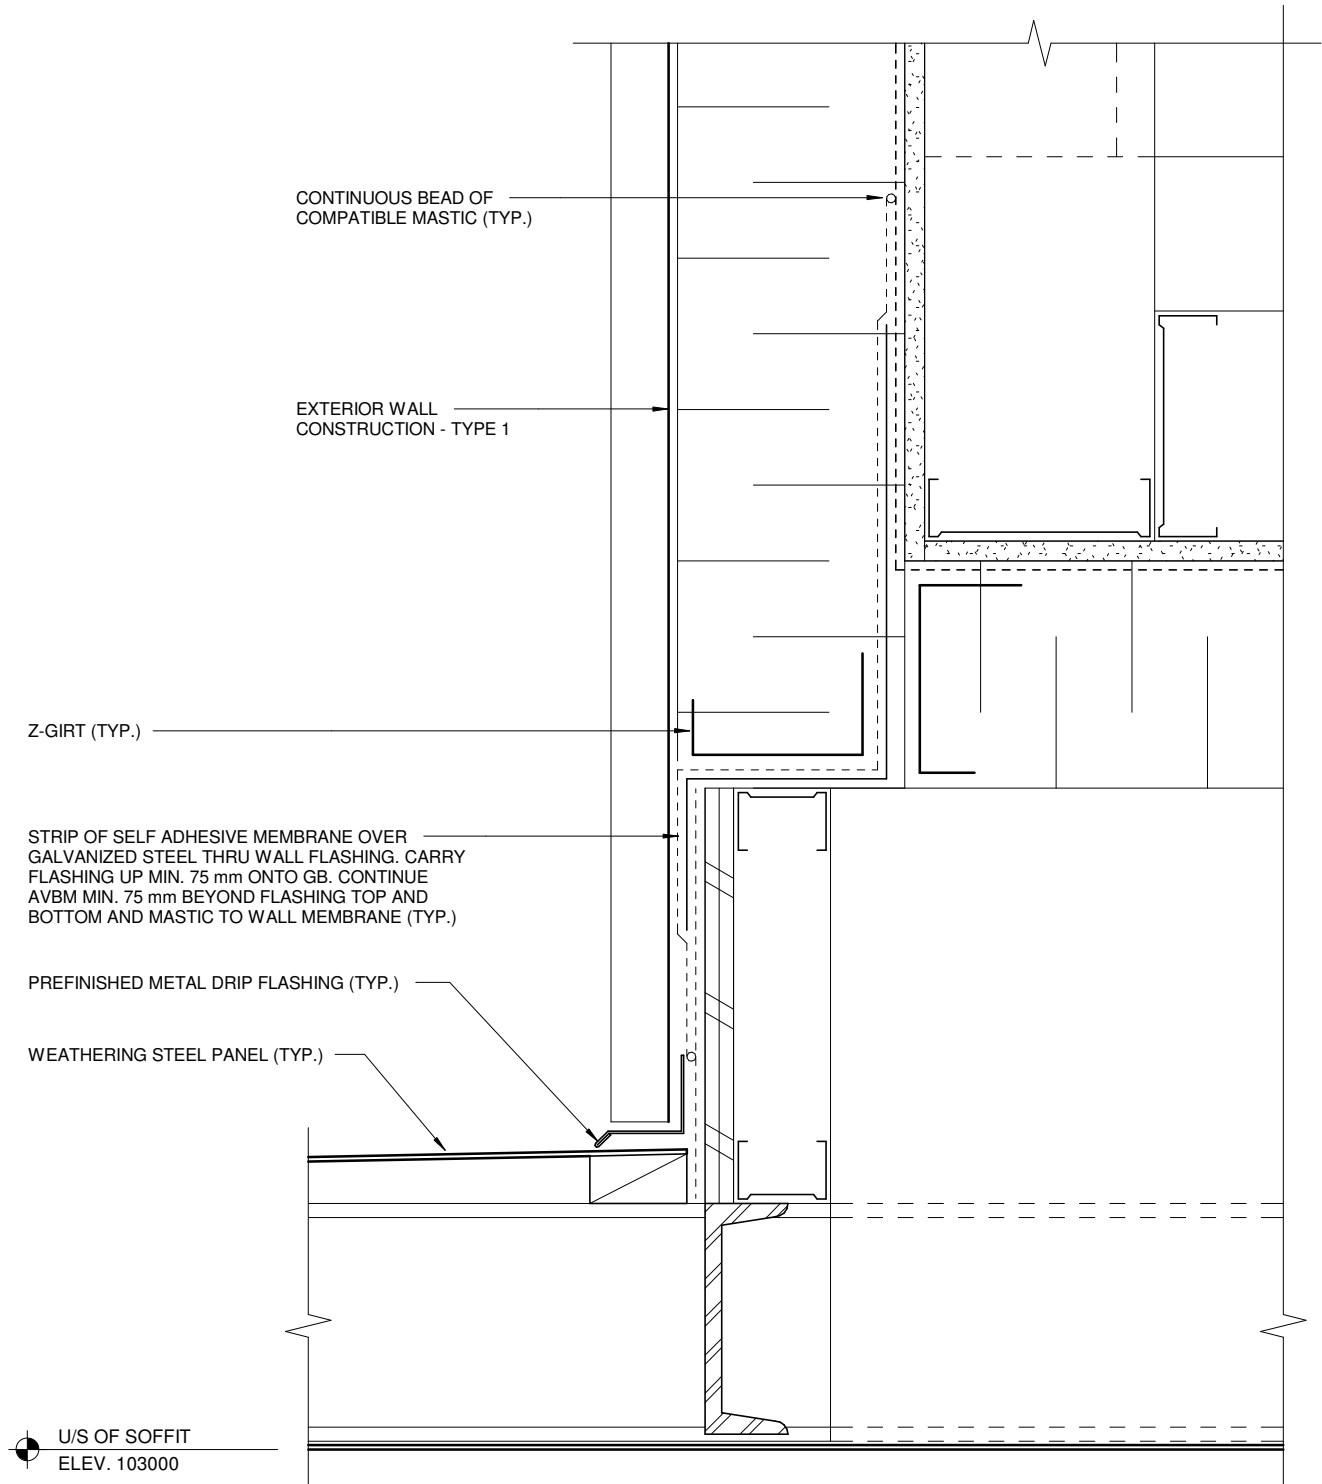 CONTINUOUS BEAD OF
COMPATIBLE MASTIC (TYP.)
EXTERIOR WALL
CONSTRUCTION - TYPE 1
Z-GIRT (TYP.)
STRIP OF SELF ADHESIVE MEMBRANE OVER
GALVANIZED STEEL THRU WALL FLASHING. CARRY
FLASHING UP MIN. 75 mm ONTO GB. CONTINUE
AVBM MIN. 75 mm BEYOND FLASHING TOP AND
BOTTOM AND MASTIC TO WALL MEMBRANE (TYP.)
PREFINISHED METAL DRIP FLASHING (TYP.)
WEATHERING STEEL PANEL (TYP.)
U/S OF SOFFIT
ELEV. 103000